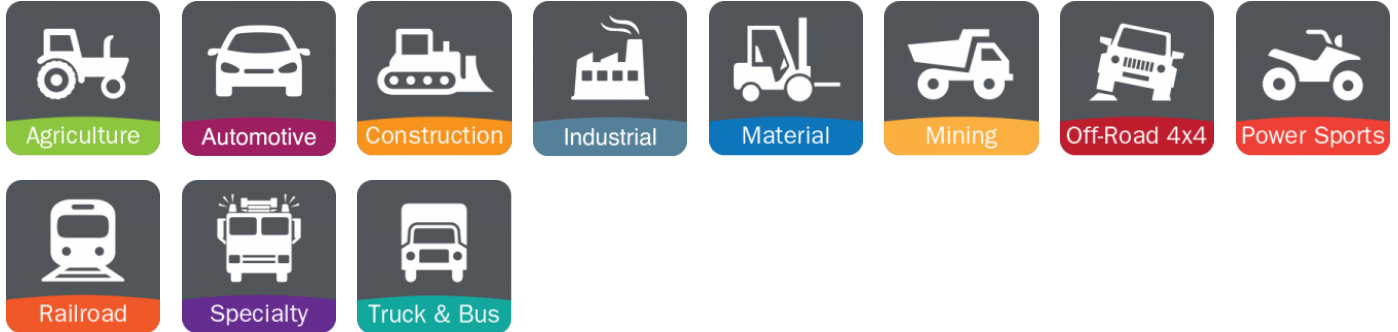 Agriculture
Automotive
Construction
Industrial
Material
Mining
Off-Road 4x4
Power Sports
Railroad
Specialty
Truck & Bus